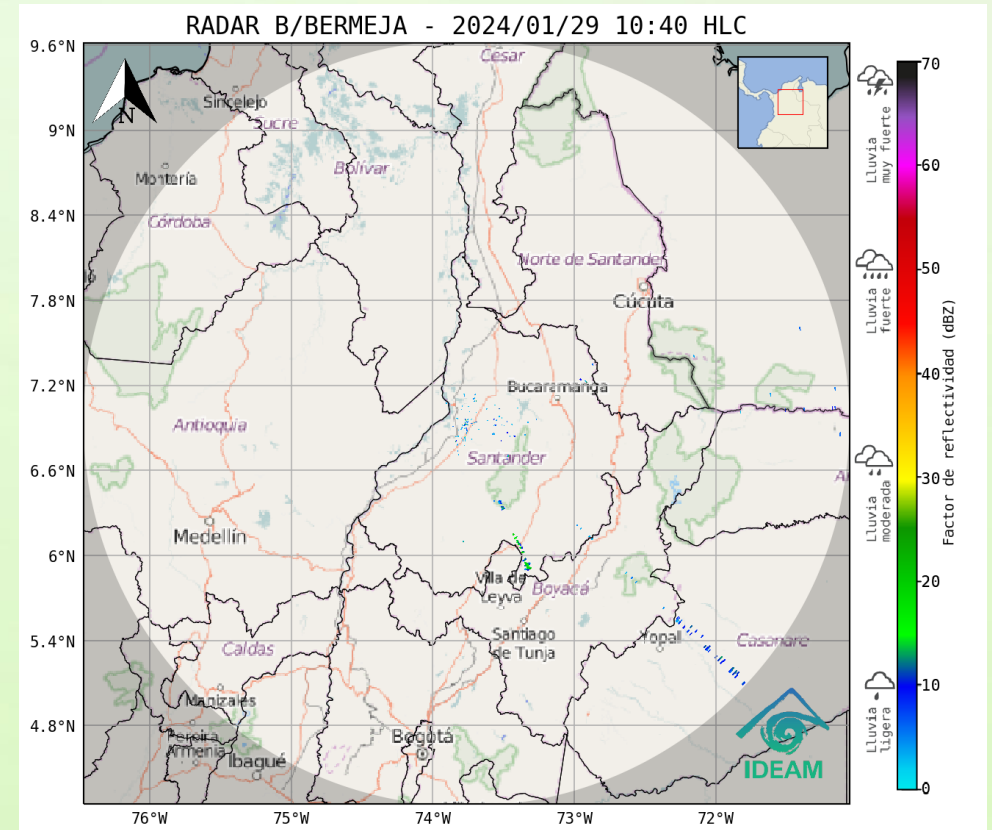 RADAR B/BERMEJA - 2024/01/29 10:40 HLC
9.6°N
9°N
8.4°N
7.8°N
7.2°N
6.6°N
6°N
5.4°N
4.8°N
76°W
75°W
74°W
73°W
72°W
N
Cesar
Sincelejo
Sucre
Montería
Bolívar
Córdoba
Norte de Santander
Cúcuta
Bucaramanga
Antioquia
Santander
Medellín
Villa de
Leyva
Boyacá
Santiago
de Tunja
Yopal
Casanare
Caldas
Manizales
Pereira
Armenia
Ibagué
Bogotá
IDEAM
Lluvia
muy fuerte
Lluvia
fuerte
Lluvia
moderada
Lluvia
ligera
70
60
50
40
30
20
10
0
Factor de reflectividad (dBZ)